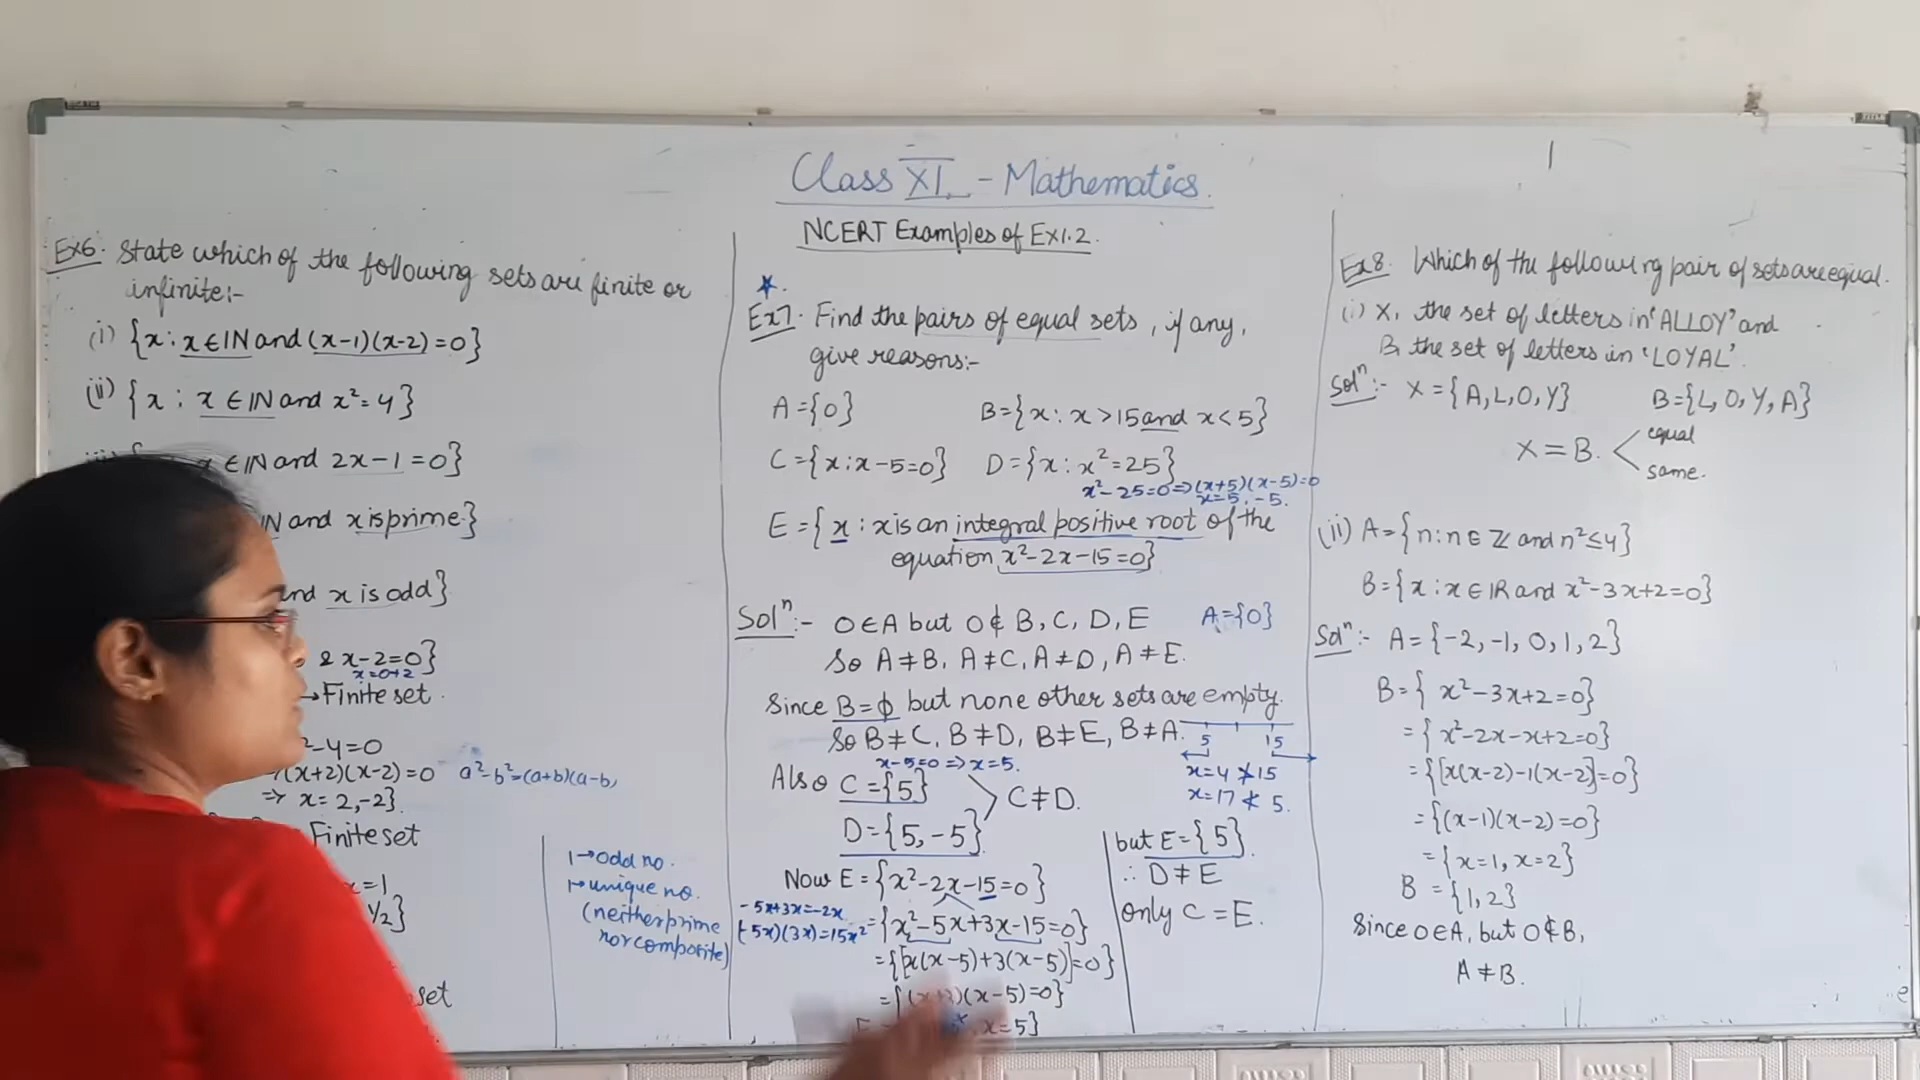 Class XI - Mathematics.
NCERT Examples of Ex1.2.
Ex6. State which of the following sets are finite or
infinite:-
(i) {x : x ∈ IN and (x-1)(x-2)=0}
(ii) {x : x ∈ IN and x²=4}
x ∈ IN and 2x-1=0}
IN and x is prime}
and x is odd}
& x-2=0}
x=0+2
→Finite set.
²-4=0
(x+2)(x-2)=0 a²-b²=(a+b)(a-b)
=> x=2,-2}
Finite set
x=1
1/2}
set
1→odd no.
1→unique no.
(neither prime
nor composite)
Ex7. Find the pairs of equal sets, if any,
give reasons:-
A={0} B={x: x>15 and x<5}
C={x:x-5=0} D={x: x²=25}
x²-25=0=>(x+5)(x-5)=0
x=5,-5.
E={x : x is an integral positive root of the
equation x²-2x-15=0}
Solⁿ:- 0∈A but 0∉ B, C, D, E A={0}
So A≠B, A≠C, A≠D, A≠E.
Since B=ϕ but none other sets are empty.
So B≠C, B≠D, B≠E, B≠A.
5 15
x-5=0 => x=5.
x=4 ≯15
x=17 ≮ 5.
Also C={5}
C≠D.
D={5,-5}
Now E={x²-2x-15=0}
-5x+3x=-2x
(-5x)(3x)=15x²
={x²-5x+3x-15=0}
={[x(x-5)+3(x-5)]=0}
)(x-5)=0}
x=5}
but E={5}.
∴ D≠E
only C=E.
Ex8. Which of the following pair of sets are equal.
(i) X, the set of letters in 'ALLOY' and
B, the set of letters in 'LOYAL'.
Solⁿ:- X={A,L,O,Y} B={L,O,Y,A}
X=B. equal
same.
(ii) A={n:n∈Z and n²≤4}
B={x:x∈IR and x²-3x+2=0}
Solⁿ:- A={-2,-1,0,1,2}
B={ x²-3x+2=0}
={ x²-2x-x+2=0}
={[x(x-2)-1(x-2)]=0}
={(x-1)(x-2)=0}
={x=1, x=2}
B={1,2}
Since 0∈A, but 0∉B,
A≠B.